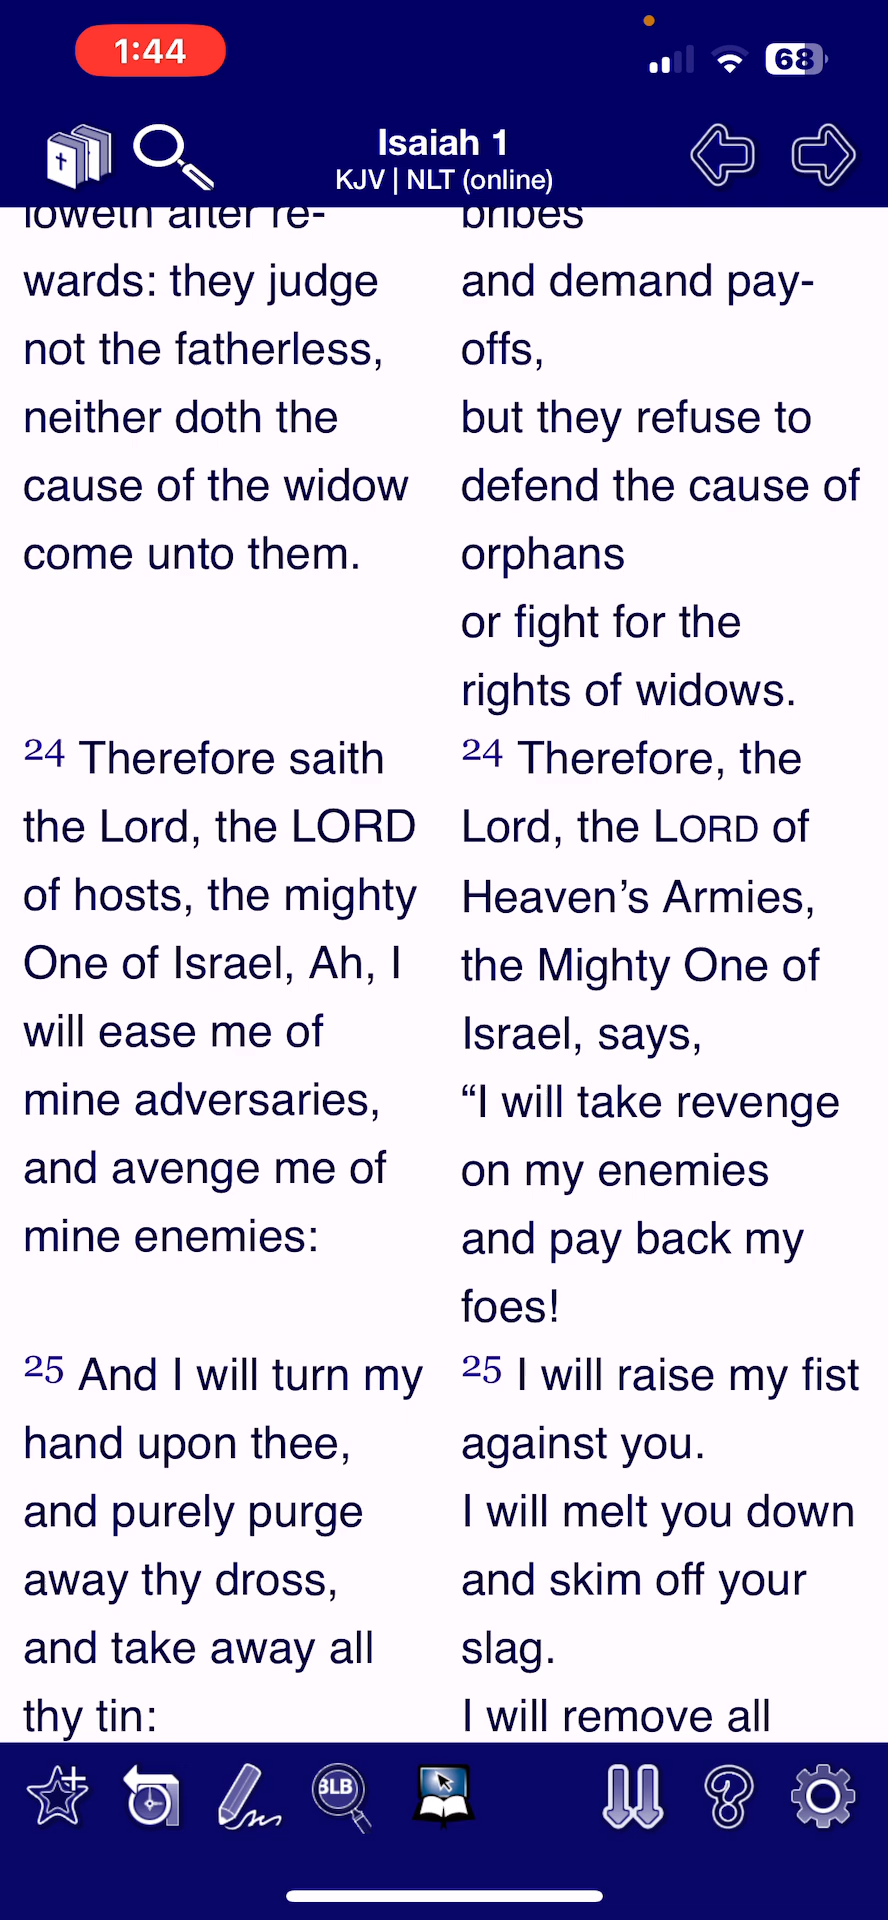 1:44
68
Isaiah 1
KJV | NLT (online)
loweth after re-
wards: they judge
not the fatherless,
neither doth the
cause of the widow
come unto them.
24 Therefore saith
the Lord, the LORD
of hosts, the mighty
One of Israel, Ah, I
will ease me of
mine adversaries,
and avenge me of
mine enemies:
25 And I will turn my
hand upon thee,
and purely purge
away thy dross,
and take away all
thy tin:
bribes
and demand pay-
offs,
but they refuse to
defend the cause of
orphans
or fight for the
rights of widows.
24 Therefore, the
Lord, the LORD of
Heaven’s Armies,
the Mighty One of
Israel, says,
“I will take revenge
on my enemies
and pay back my
foes!
25 I will raise my fist
against you.
I will melt you down
and skim off your
slag.
I will remove all
BLB